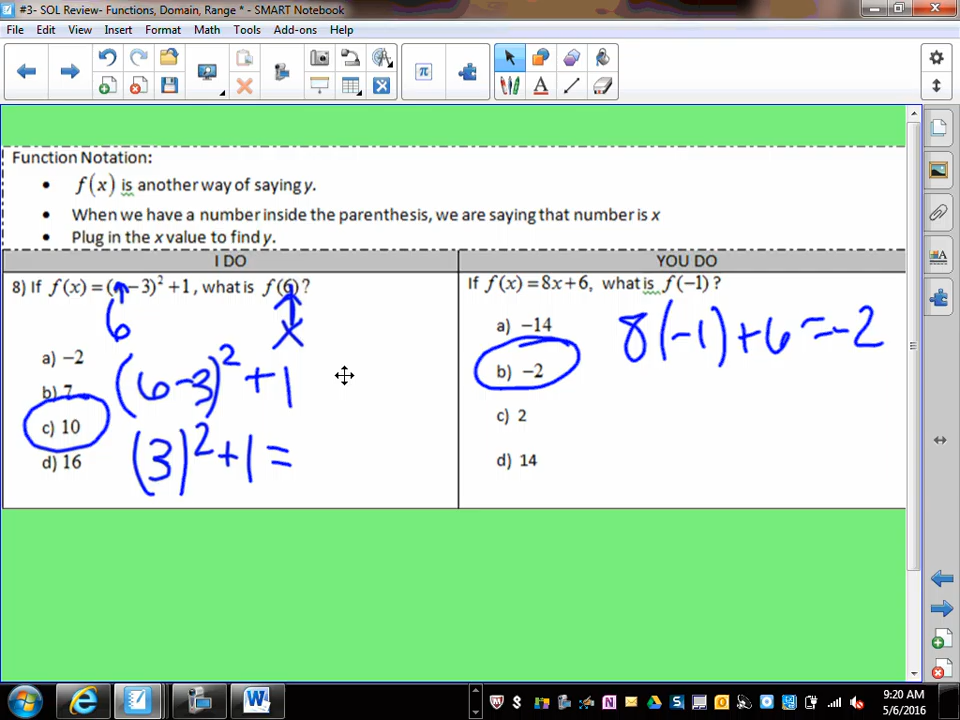 #3- SOL Review- Functions, Domain, Range * - SMART Notebook
File Edit View Insert Format Math Tools Add-ons Help
π
A
Function Notation:
• f(x) is another way of saying y.
• When we have a number inside the parenthesis, we are saying that number is x
• Plug in the x value to find y.
I DO
8) If f(x) = (x−3)² +1, what is f(6)?
6 x
a) −2
(6−3)² +1
b) 7
c) 10
(3)² +1 =
d) 16
YOU DO
If f(x) = 8x+6, what is f(−1)?
a) −14
8(−1)+6=−2
b) −2
c) 2
d) 14
9:20 AM
5/6/2016